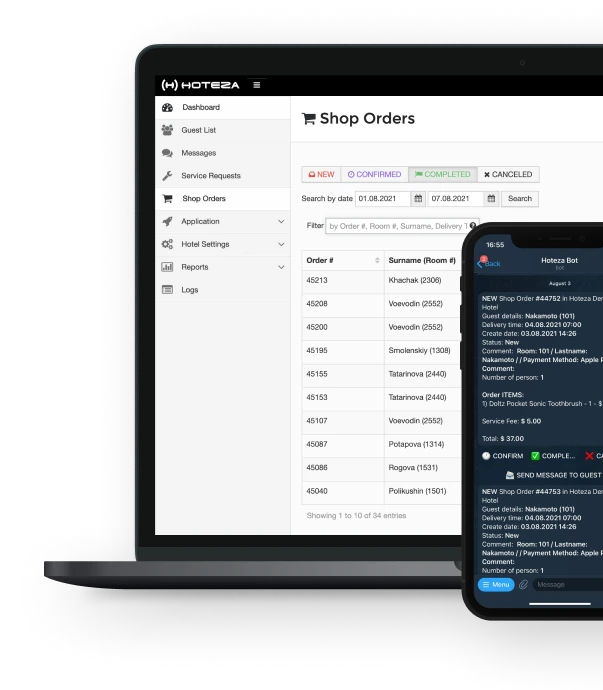 HOTEZA
Dashboard
Guest List
Messages
Service Requests
Shop Orders
Application
Hotel Settings
Reports
Logs
Shop Orders
NEW CONFIRMED COMPLETED CANCELED
Search by date 01.08.2021 07.08.2021 Search
Filter by Order #, Room #, Surname, Delivery T
Order # Surname (Room #)
45213 Khachak (2306)
45208 Voevodin (2552)
45200 Voevodin (2552)
45195 Smolenskiy (1308)
45155 Tatarinova (2440)
45153 Tatarinova (2440)
45107 Voevodin (2552)
45087 Potapova (1314)
45086 Rogova (1531)
45040 Polikushin (1501)
Showing 1 to 10 of 34 entries
16:55
Back
Hoteza Bot
bot
August 3
NEW Shop Order #44752 in Hoteza De
Hotel
Guest details: Nakamoto (101)
Delivery time: 04.08.2021 07:00
Create date: 03.08.2021 14:26
Status: New
Comment: Room: 101 / Lastname:
Nakamoto / / Payment Method: Apple P
Comment:
Number of person: 1
Order ITEMS:
1) Doltz Pocket Sonic Toothbrush – 1 - $
Service Fee: $ 5.00
Total: $ 37.00
CONFIRM COMPLE... CA
SEND MESSAGE TO GUEST
NEW Shop Order #44753 in Hoteza De
Hotel
Guest details: Nakamoto (101)
Delivery time: 04.08.2021 07:00
Create date: 03.08.2021 14:26
Status: New
Comment: Room: 101 / Lastname:
Nakamoto / / Payment Method: Apple P
Comment:
Number of person: 1
Menu Message